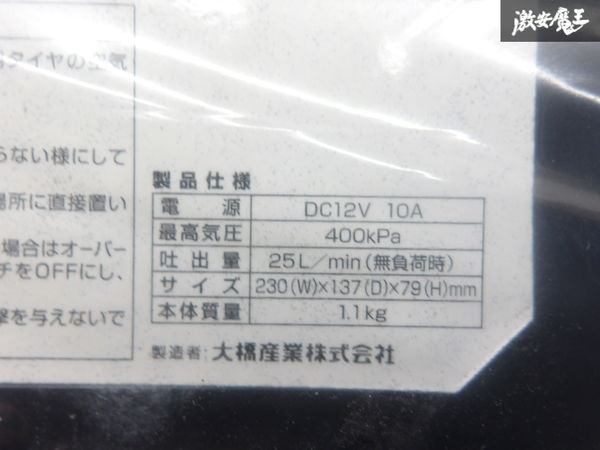 激安魔王
タイヤの空気
らない様にして
場所に直接置い
場合はオーバー
チをOFFにし、
撃を与えないで
製品仕様
電源 DC12V 10A
最高気圧 400kPa
吐出量 25L/min(無負荷時)
サイズ 230(W)×137(D)×79(H)mm
本体質量 1.1kg
製造者: 大橋産業株式会社